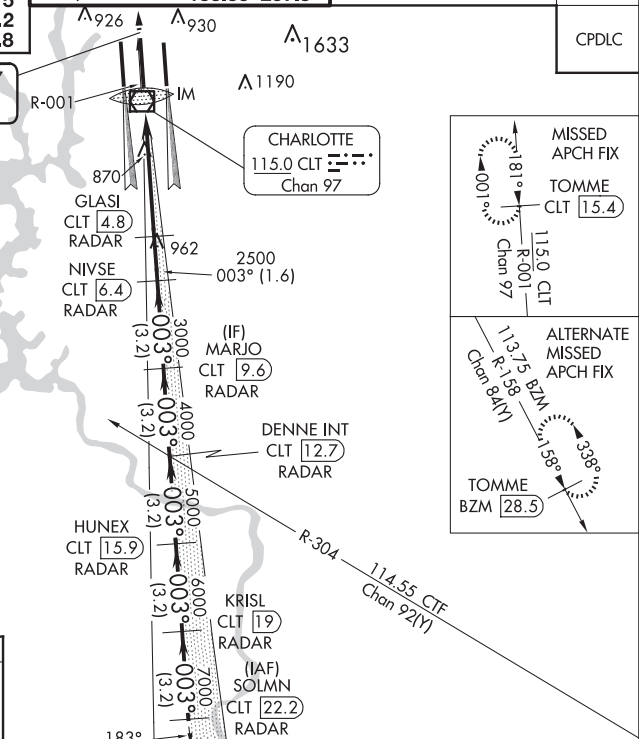 .2
.8
926
930
1633
1190
CPDLC
R-001
IM
CHARLOTTE
115.0 CLT
Chan 97
870
GLASI
CLT 4.8
RADAR
962
2500
003° (1.6)
NIVSE
CLT 6.4
RADAR
003°
3000
(3.2)
(IF)
MARJO
CLT 9.6
RADAR
003°
4000
(3.2)
DENNE INT
CLT 12.7
RADAR
003°
5000
(3.2)
HUNEX
CLT 15.9
RADAR
R-304
114.55 CTF
Chan 92(Y)
003°
6000
(3.2)
KRISL
CLT 19
RADAR
003°
7000
(3.2)
(IAF)
SOLMN
CLT 22.2
RADAR
183°
MISSED
APCH FIX
181°
001°
TOMME
CLT 15.4
115.0 CLT
R-001
Chan 97
ALTERNATE
MISSED
APCH FIX
113.75 BZM
R-158
Chan 84(Y)
158°
338°
TOMME
BZM 28.5